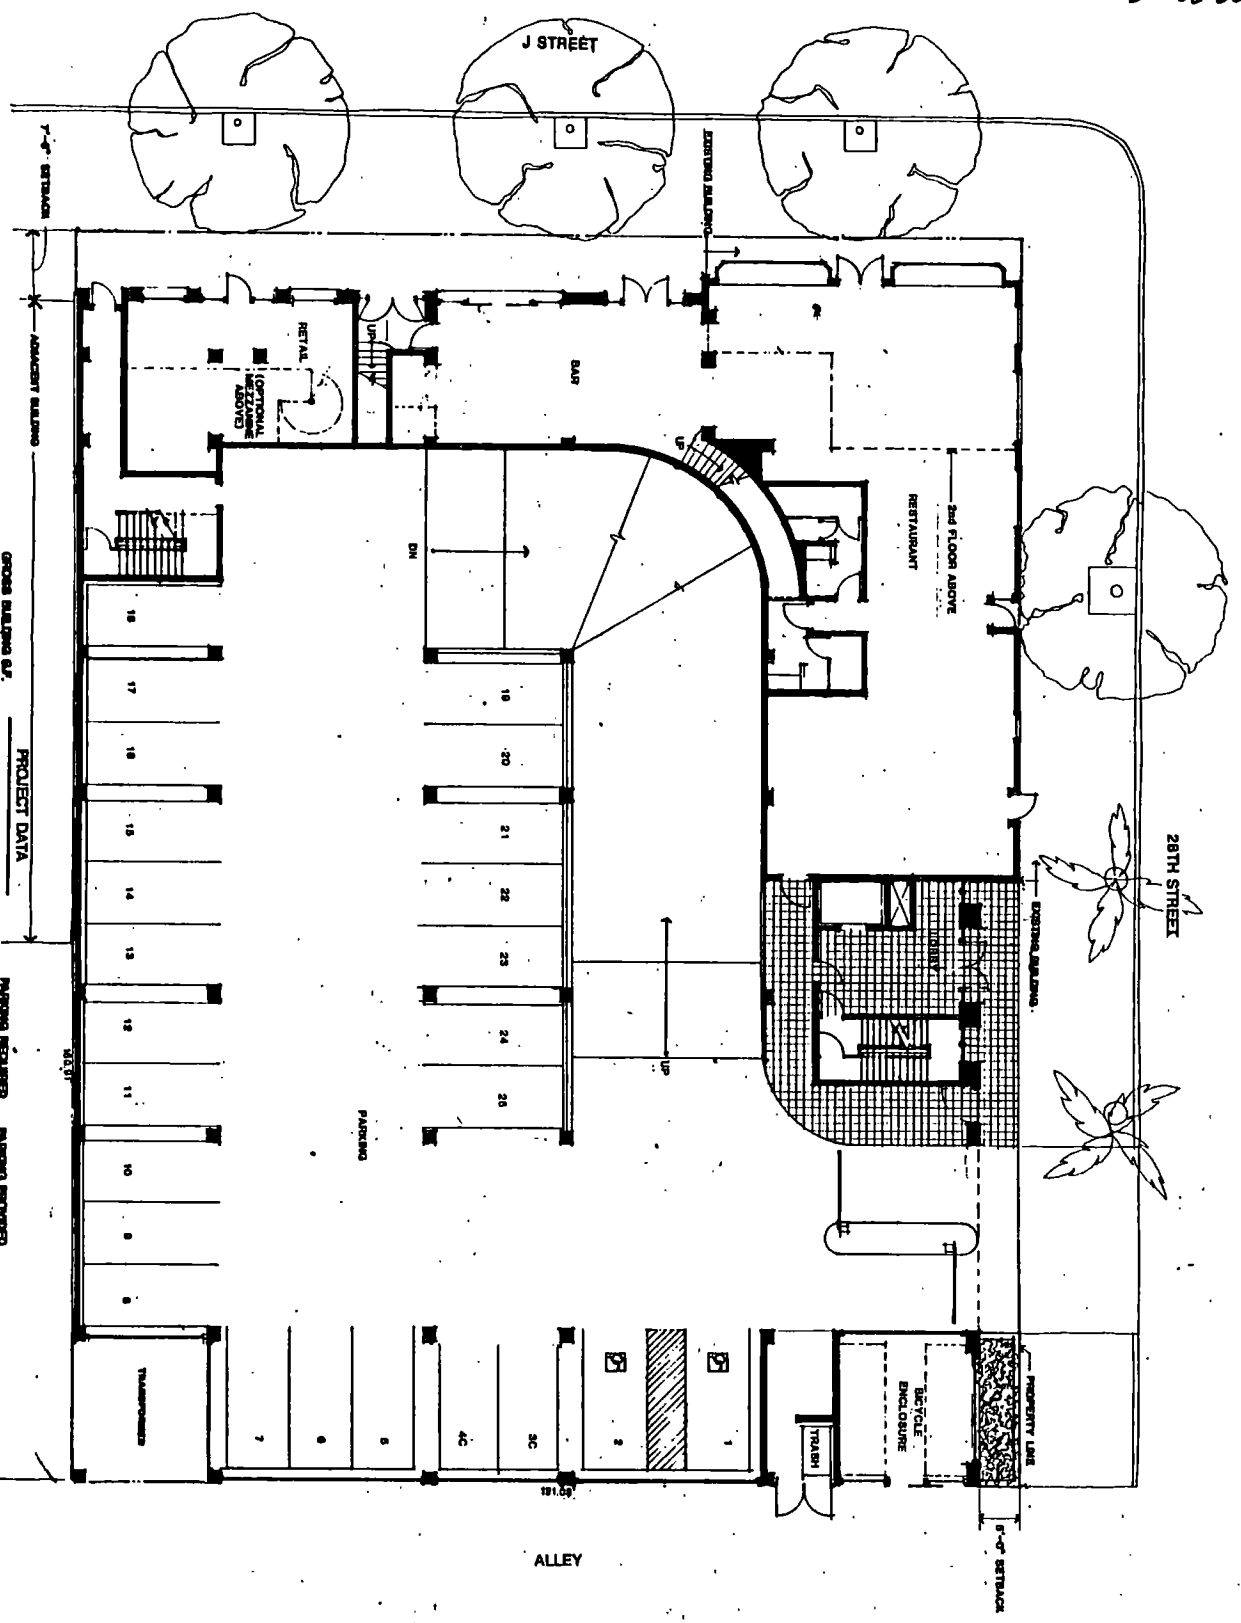 J STREET
7'-6" SETBACK
EXISTING BUILDING
ADJACENT BUILDING
RETAIL
(OPTIONAL
MEZZANINE
ABOVE)
UP
BAR
UP
RESTAURANT
2nd FLOOR ABOVE
DN
28TH STREET
EXISTING BUILDING
LOBBY
UP
GROSS BUILDING S.F.
PROJECT DATA
PARKING REQUIRED
PARKING PROVIDED
16
17
18
15
14
13
12
11
10
9
8
19
20
21
22
23
24
25
PARKING
TRANSFORMER
7
6
5
4C
3C
2
1
TRASH
BICYCLE
ENCLOSURE
PROPERTY LINE
5'-0" SETBACK
ALLEY